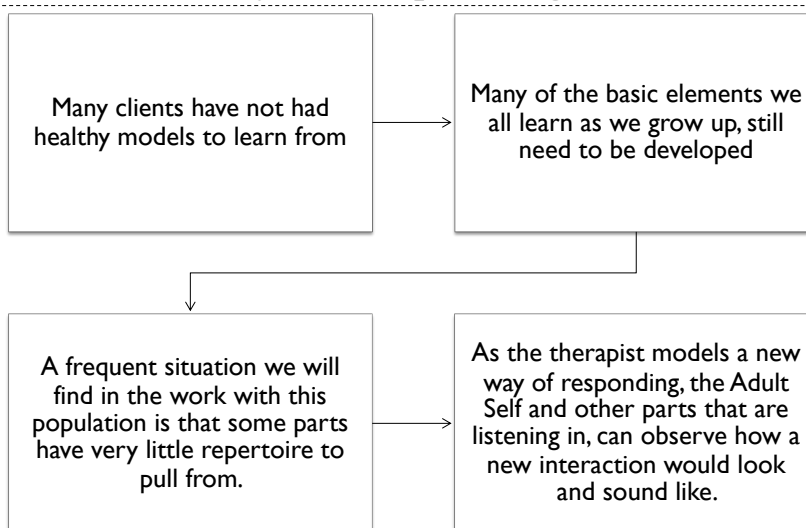 Many clients have not had
healthy models to learn from
Many of the basic elements we
all learn as we grow up, still
need to be developed
A frequent situation we will
find in the work with this
population is that some parts
have very little repertoire to
pull from.
As the therapist models a new
way of responding, the Adult
Self and other parts that are
listening in, can observe how a
new interaction would look
and sound like.